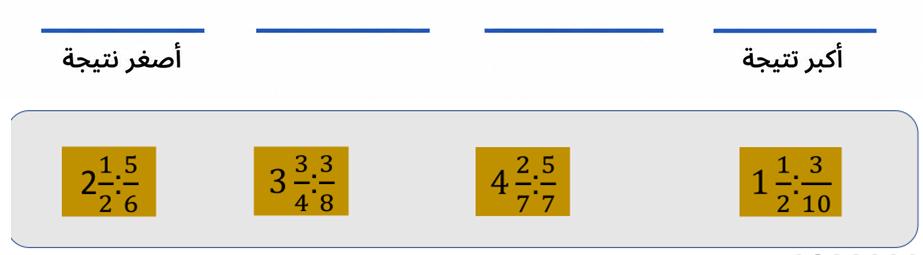 أكبر تتيجة أصغر نتيجة
2 1/2 : 5/6 3 3/4 : 3/8 4 2/7 : 5/7 1 1/2 : 3/10